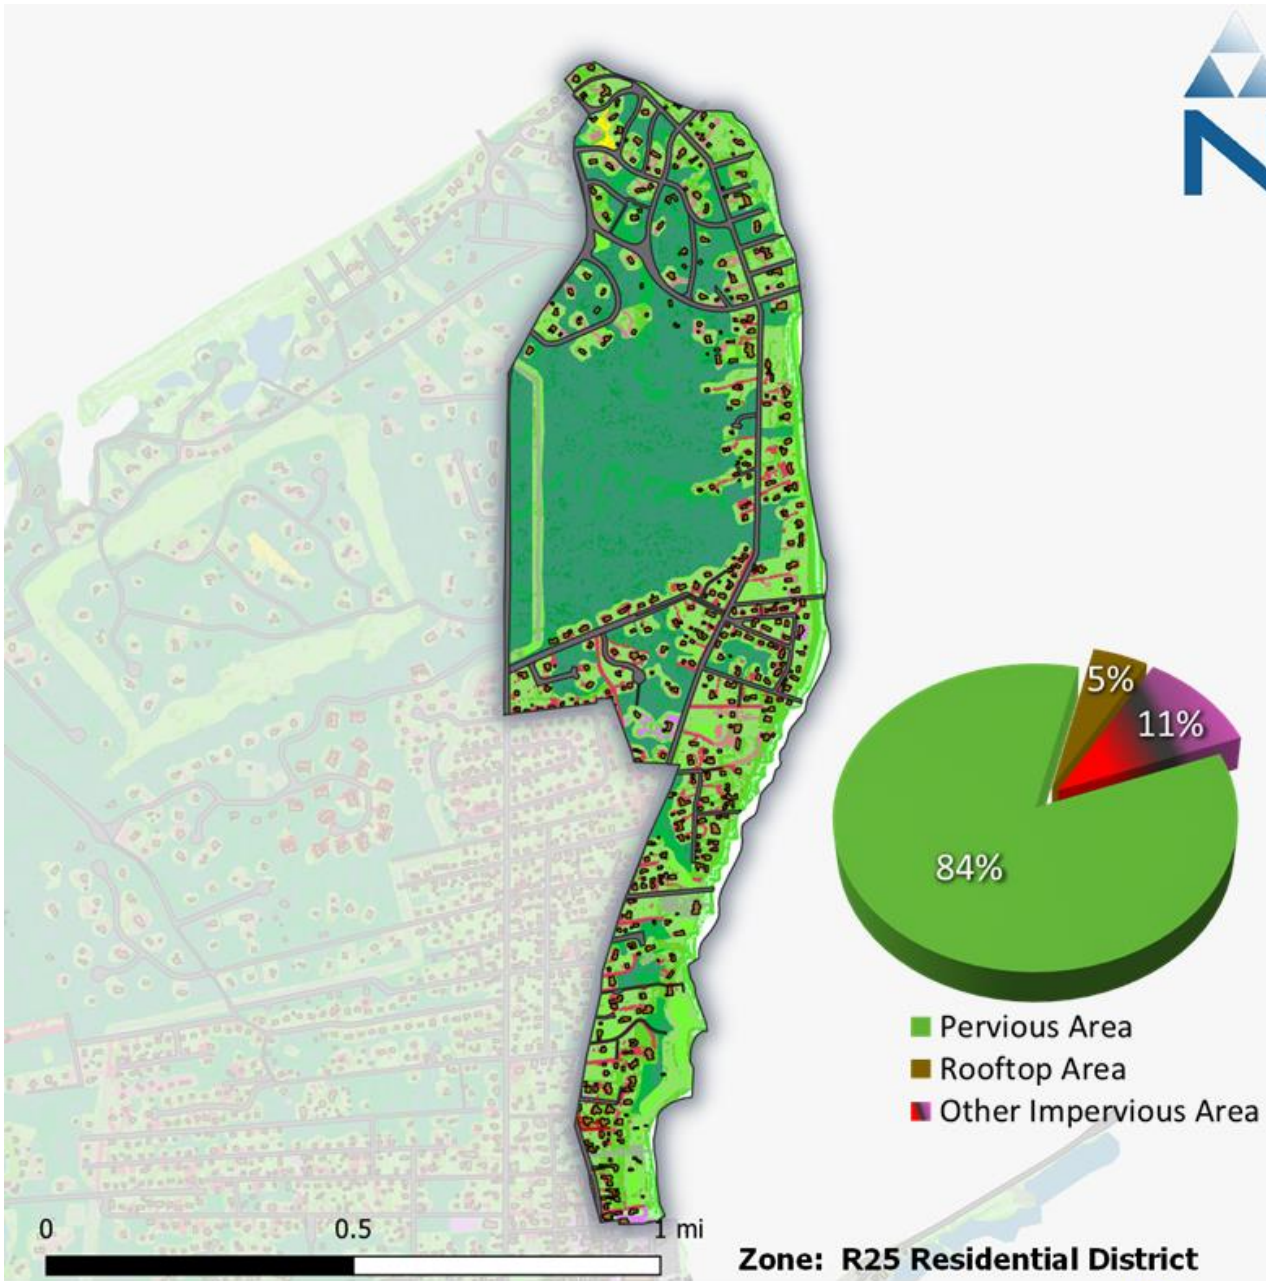 5%
11%
84%
Pervious Area
Rooftop Area
Other Impervious Area
0 0.5 1 mi
Zone: R25 Residential District